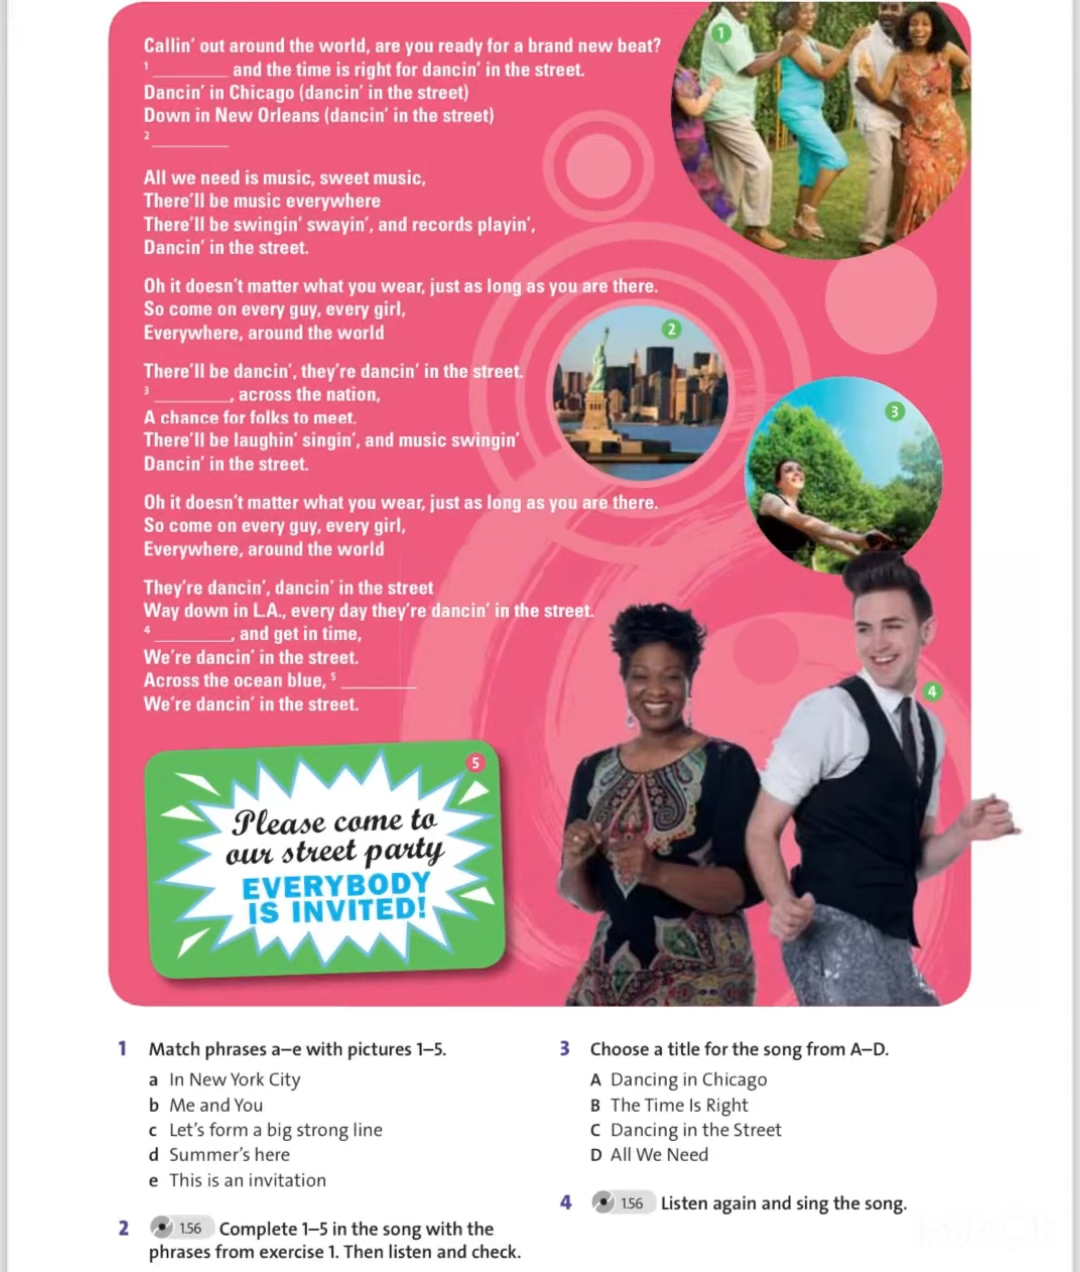 Callin' out around the world, are you ready for a brand new beat?
1 ________ and the time is right for dancin' in the street.
Dancin' in Chicago (dancin' in the street)
Down in New Orleans (dancin' in the street)
2 ________
All we need is music, sweet music,
There'll be music everywhere
There'll be swingin' swayin', and records playin',
Dancin' in the street.
Oh it doesn't matter what you wear, just as long as you are there.
So come on every guy, every girl,
Everywhere, around the world
There'll be dancin', they're dancin' in the street.
3 ________, across the nation,
A chance for folks to meet.
There'll be laughin' singin', and music swingin'
Dancin' in the street.
Oh it doesn't matter what you wear, just as long as you are there.
So come on every guy, every girl,
Everywhere, around the world
They're dancin', dancin' in the street
Way down in L.A., every day they're dancin' in the street.
4 ________, and get in time,
We're dancin' in the street.
Across the ocean blue, 5 ________
We're dancin' in the street.
1
2
3
4
5
Please come to
our street party
EVERYBODY
IS INVITED!
1 Match phrases a–e with pictures 1–5.
a In New York City
b Me and You
c Let's form a big strong line
d Summer's here
e This is an invitation
2 1.56 Complete 1–5 in the song with the
phrases from exercise 1. Then listen and check.
3 Choose a title for the song from A–D.
A Dancing in Chicago
B The Time Is Right
C Dancing in the Street
D All We Need
4 1.56 Listen again and sing the song.
InShOt